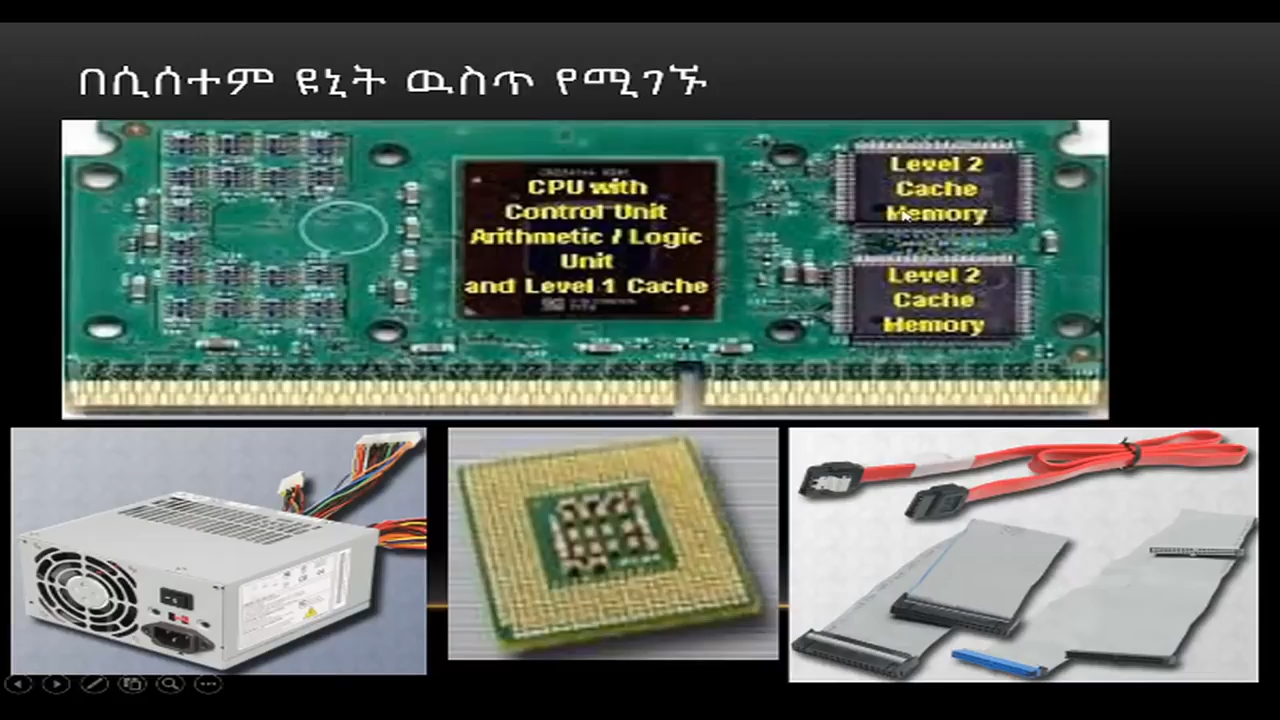 በሲሰተም ዩኒት ዉስጥ የሚገኙ
CPU with
Control Unit
Arithmetic / Logic
Unit
and Level 1 Cache
Level 2
Cache
Memory
Level 2
Cache
Memory